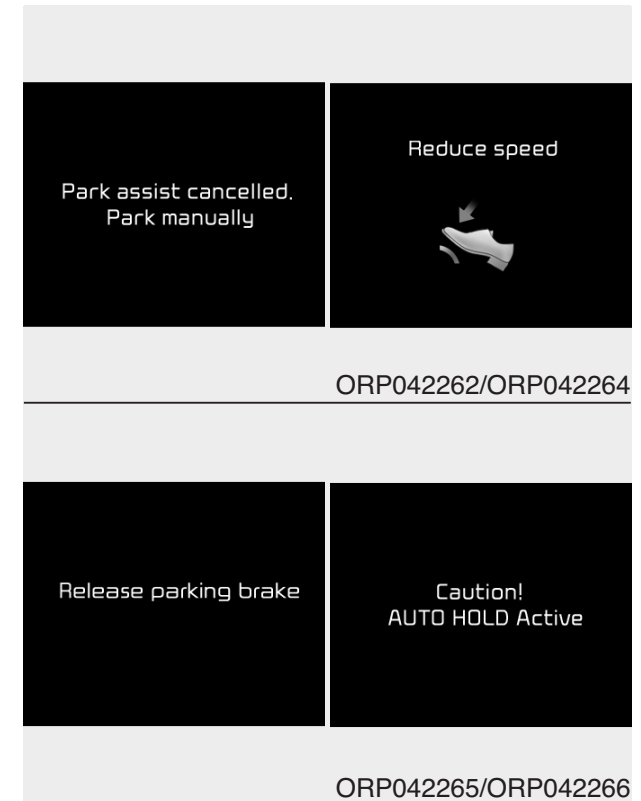 Park assist cancelled.
Park manually
Reduce speed
ORP042262/ORP042264
Release parking brake
Caution!
AUTO HOLD Active
ORP042265/ORP042266